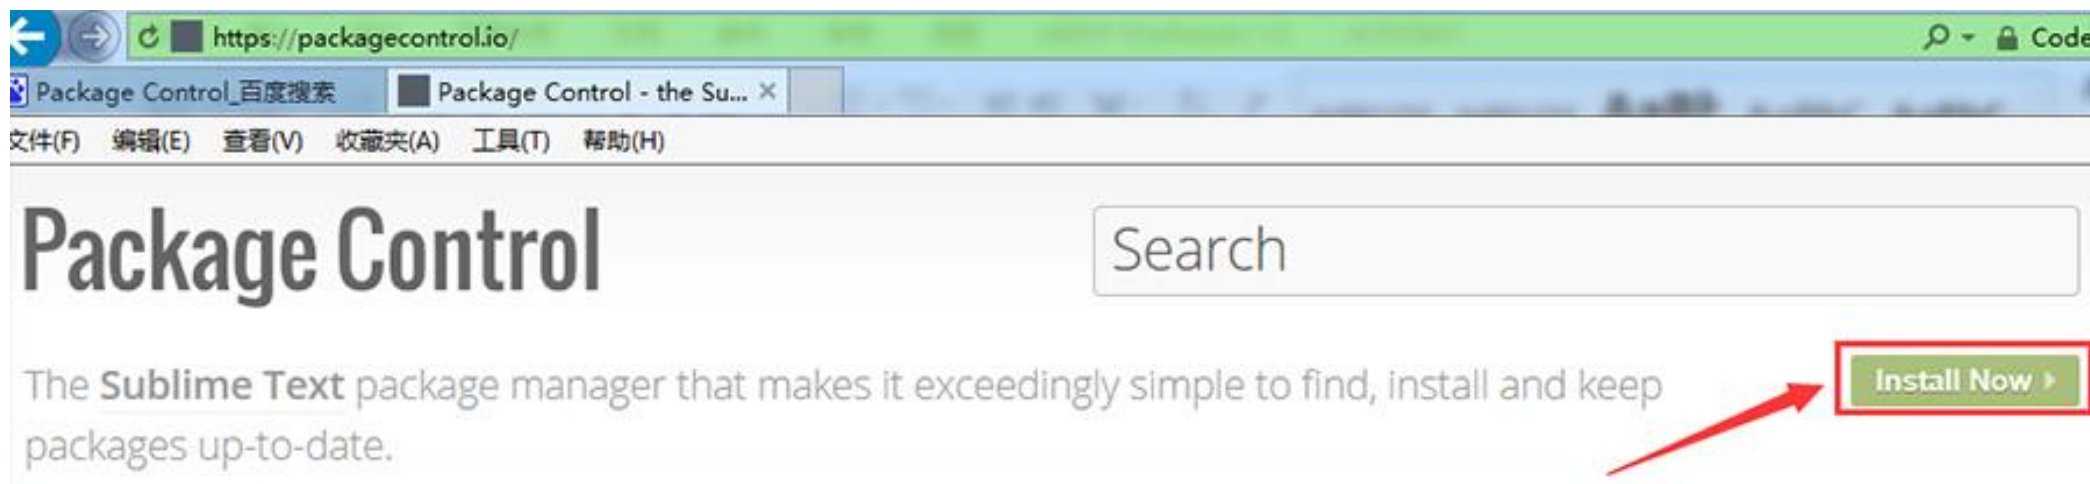 https://packagecontrol.io/
Code
Package Control_百度搜索
Package Control - the Su...
文件(F) 编辑(E) 查看(V) 收藏夹(A) 工具(T) 帮助(H)
Package Control
Search
The Sublime Text package manager that makes it exceedingly simple to find, install and keep
packages up-to-date.
Install Now